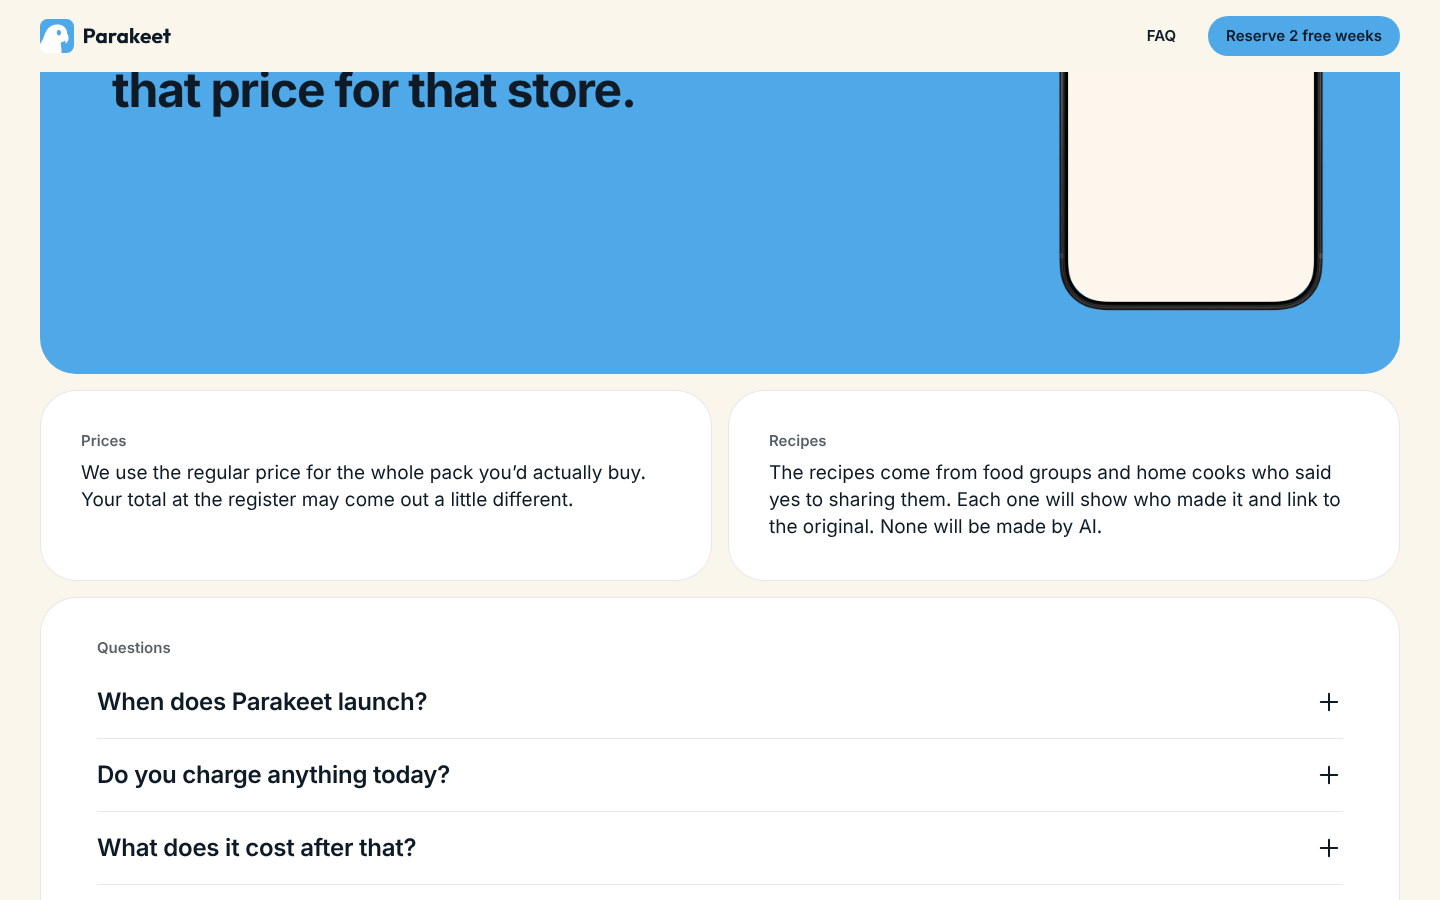 Parakeet
FAQ
Reserve 2 free weeks
that price for that store.
Prices
We use the regular price for the whole pack you’d actually buy.
Your total at the register may come out a little different.
Recipes
The recipes come from food groups and home cooks who said
yes to sharing them. Each one will show who made it and link to
the original. None will be made by AI.
Questions
When does Parakeet launch?
Do you charge anything today?
What does it cost after that?